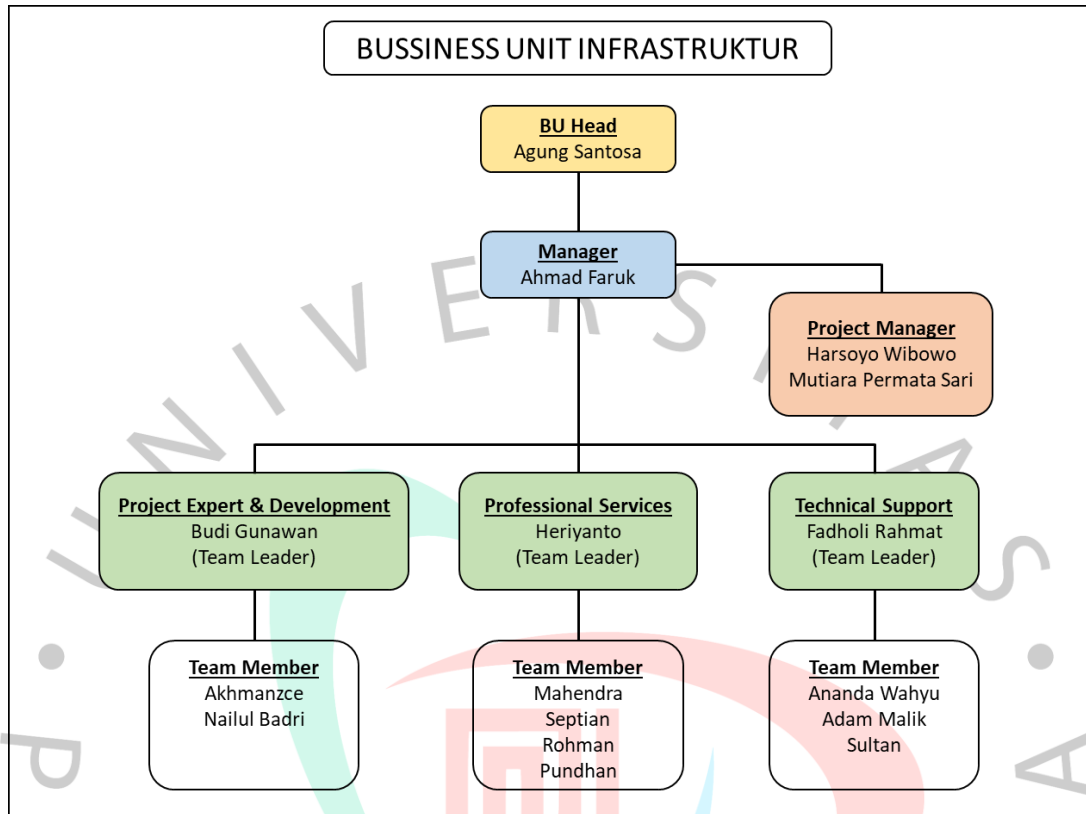 BUSSINESS UNIT INFRASTRUKTUR
BU Head
Agung Santosa
Manager
Ahmad Faruk
Project Manager
Harsoyo Wibowo
Mutiara Permata Sari
Project Expert & Development
Budi Gunawan
(Team Leader)
Professional Services
Heriyanto
(Team Leader)
Technical Support
Fadholi Rahmat
(Team Leader)
Team Member
Akhmanzce
Nailul Badri
Team Member
Mahendra
Septian
Rohman
Pundhan
Team Member
Ananda Wahyu
Adam Malik
Sultan
P • UNIVERSITAS • A